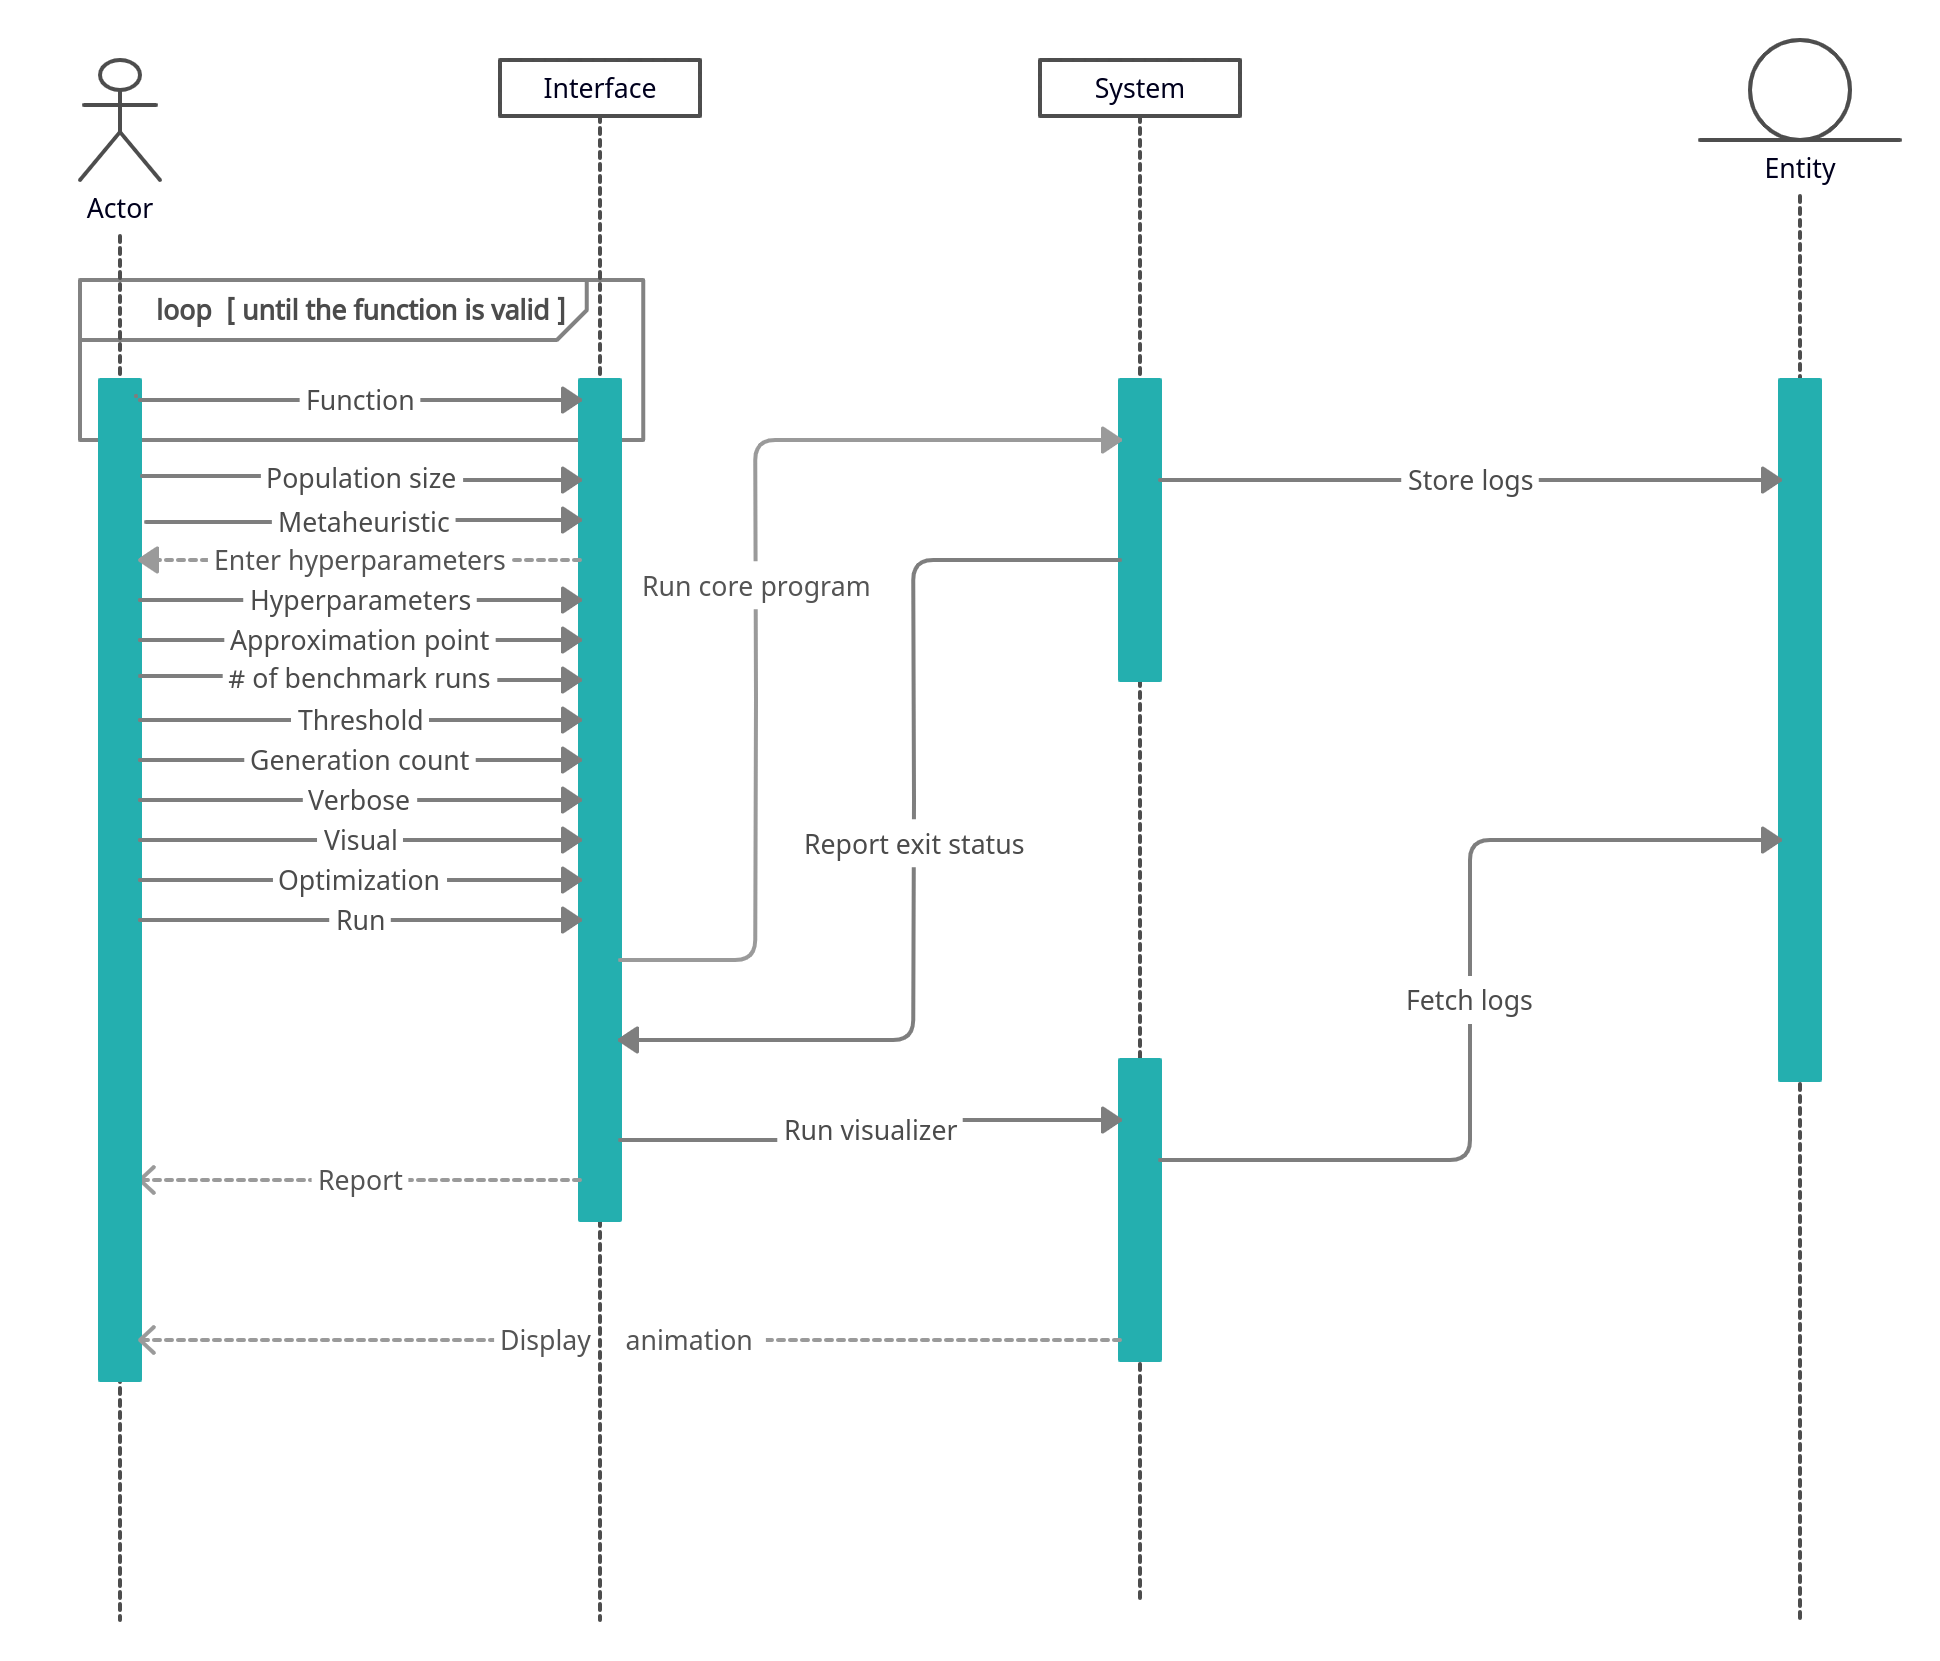 Interface
System
Entity
Actor
loop [ until the function is valid ]
Function
Population size
Store logs
Metaheuristic
Enter hyperparameters
Run core program
Hyperparameters
Approximation point
# of benchmark runs
Threshold
Generation count
Verbose
Visual
Report exit status
Optimization
Run
Fetch logs
Run visualizer
Report
Display animation